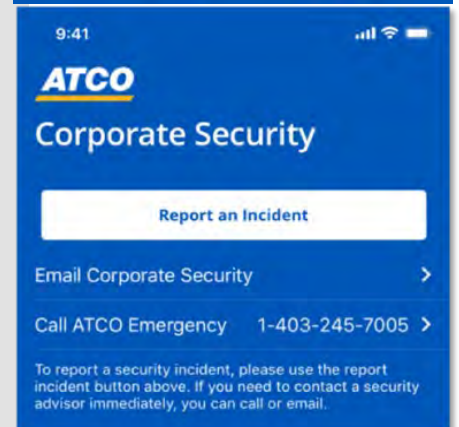 9:41
ATCO
Corporate Security
Report an Incident
Email Corporate Security
Call ATCO Emergency 1-403-245-7005
To report a security incident, please use the report
incident button above. If you need to contact a security
advisor immediately, you can call or email.